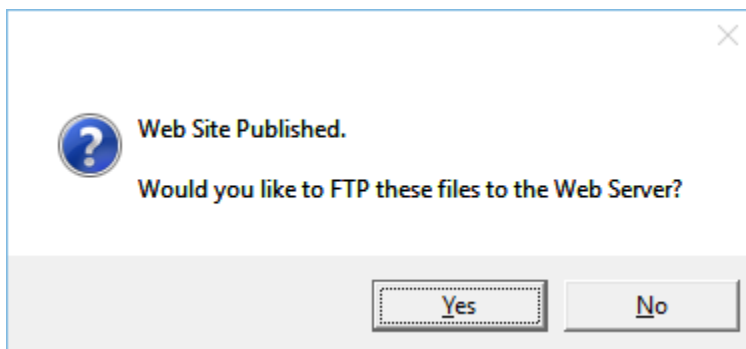 Web Site Published.
Would you like to FTP these files to the Web Server?
Yes
No